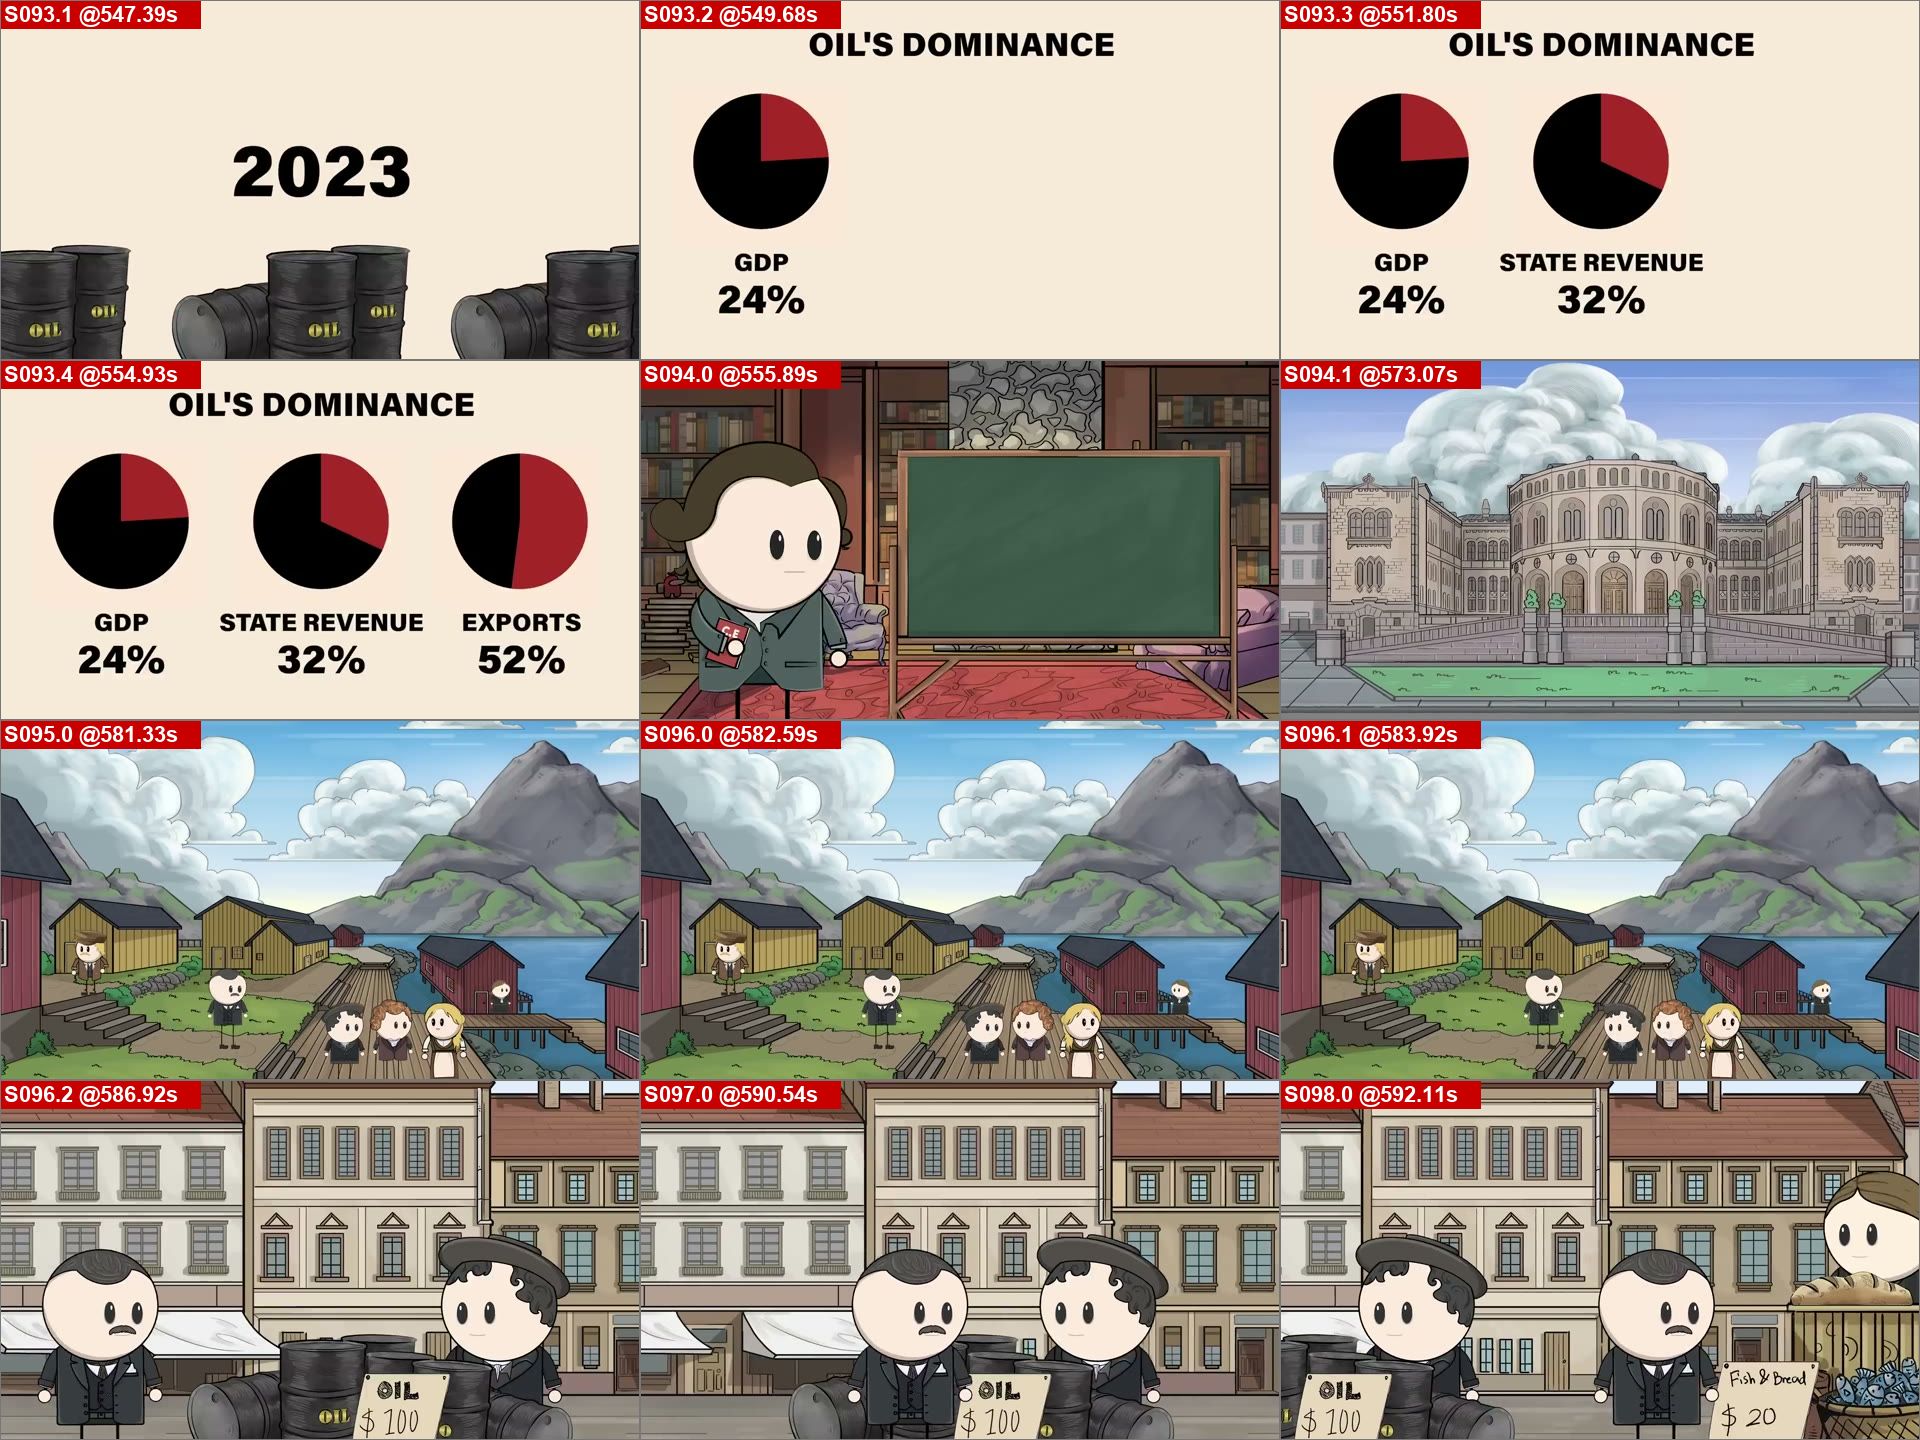 S093.1 @547.39s
2023
OIL
OIL
OIL
OIL
OIL
S093.2 @549.68s
OIL'S DOMINANCE
GDP
24%
S093.3 @551.80s
OIL'S DOMINANCE
GDP
24%
STATE REVENUE
32%
S093.4 @554.93s
OIL'S DOMINANCE
GDP
24%
STATE REVENUE
32%
EXPORTS
52%
S094.0 @555.89s
C.E
S094.1 @573.07s
S095.0 @581.33s
S096.0 @582.59s
S096.1 @583.92s
S096.2 @586.92s
OIL
OIL
$ 100
S097.0 @590.54s
OIL
$ 100
S098.0 @592.11s
OIL
$ 100
Fish & Bread
$ 20